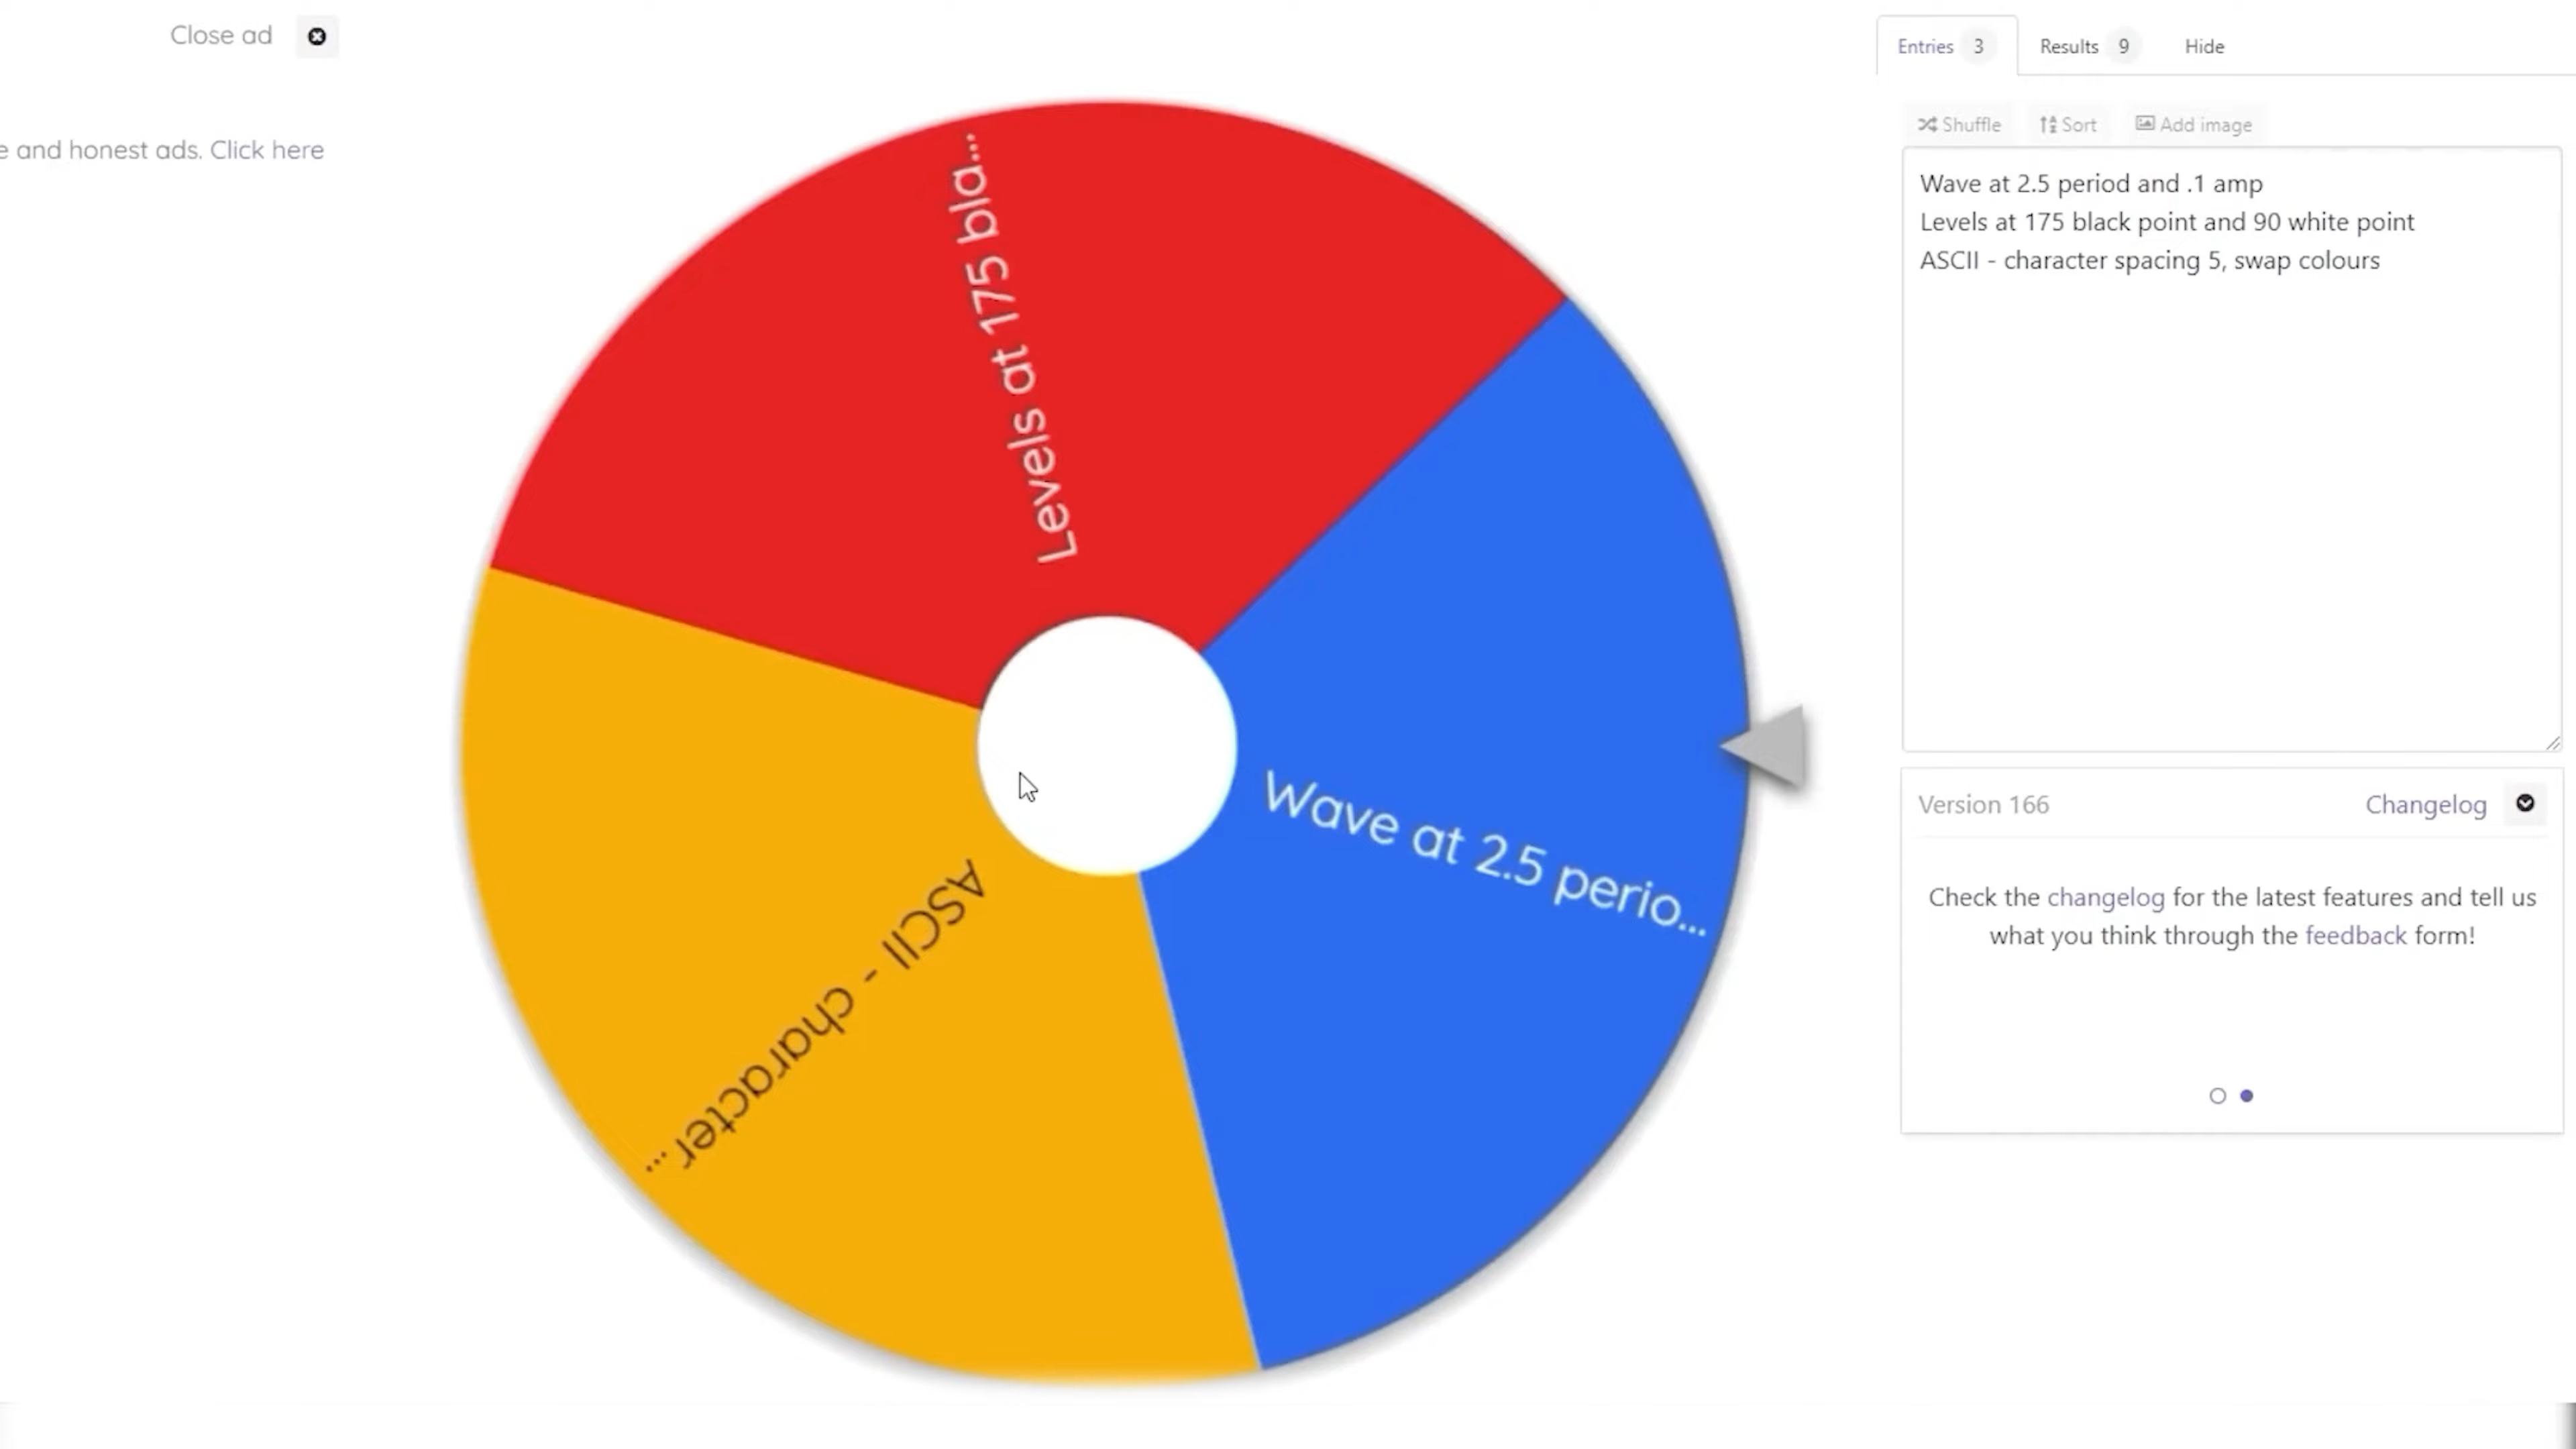 Close ad
e and honest ads. Click here
Entries 3
Results 9
Hide
Shuffle
Sort
Add image
Wave at 2.5 period and .1 amp
Levels at 175 black point and 90 white point
ASCII - character spacing 5, swap colours
Levels at 175 bla...
Wave at 2.5 perio...
ASCII - character...
Version 166
Changelog
Check the changelog for the latest features and tell us
what you think through the feedback form!